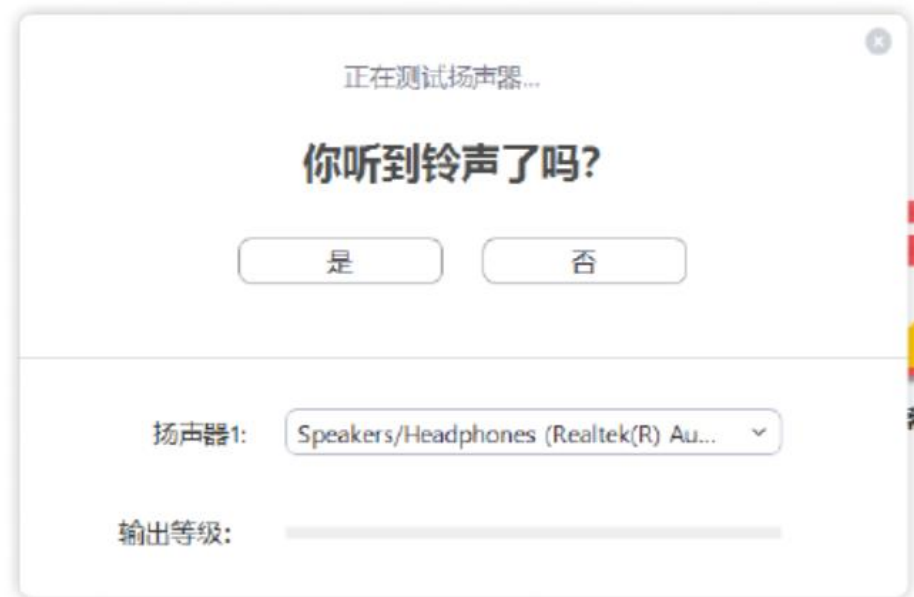 正在测试扬声器...
你听到铃声了吗?
是 否
扬声器1: Speakers/Headphones (Realtek(R) Au...
输出等级: